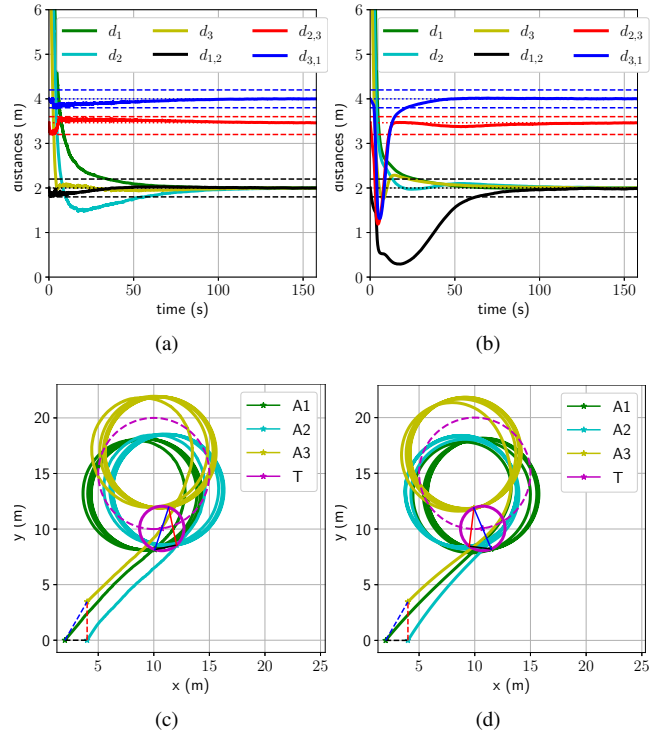 d1 d3 d2,3
d2 d1,2 d3,1
distances (m)
6
5
4
3
2
1
0
0 50 100 150
time (s)
(a)
d1 d3 d2,3
d2 d1,2 d3,1
distances (m)
6
5
4
3
2
1
0
0 50 100 150
time (s)
(b)
A1
A2
A3
T
y (m)
20
15
10
5
0
5 10 15 20 25
x (m)
(c)
A1
A2
A3
T
y (m)
20
15
10
5
0
5 10 15 20 25
x (m)
(d)